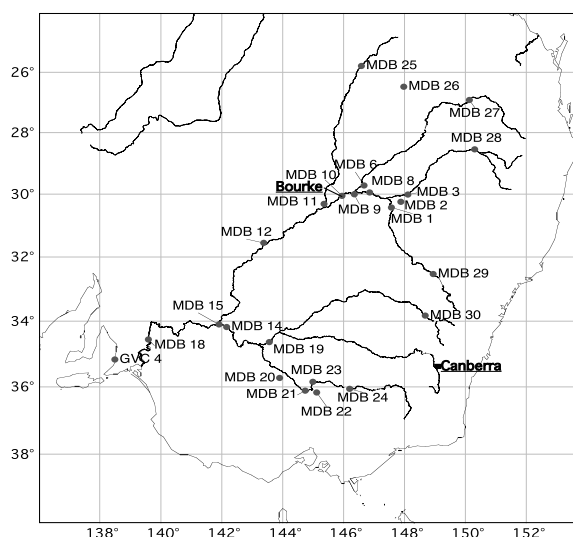 26°
28°
30°
32°
34°
36°
38°
MDB 25
MDB 26
MDB 27
MDB 28
MDB 10
MDB 6
MDB 8
Bourke
MDB 3
MDB 11
MDB 9
MDB 2
MDB 1
MDB 12
MDB 29
MDB 15
MDB 14
MDB 30
MDB 18
MDB 19
GVC 4
Canberra
MDB 20
MDB 23
MDB 21
MDB 24
MDB 22
138° 140° 142° 144° 146° 148° 150° 152°